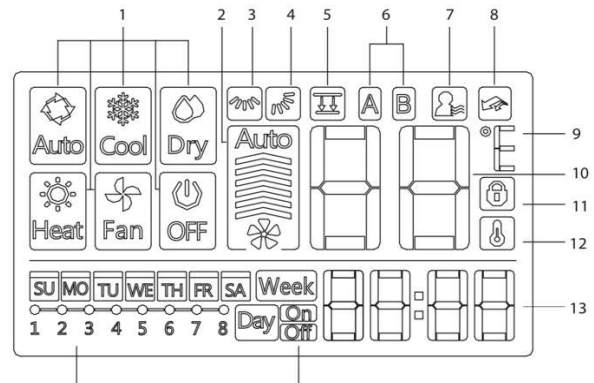 1 2 3 4 5 6 7 8
Auto Cool Dry Auto A B
9
10
11
Heat Fan OFF
12
SU MO TU WE TH FR SA Week
1 2 3 4 5 6 7 8 Day On
Off
88:88
13